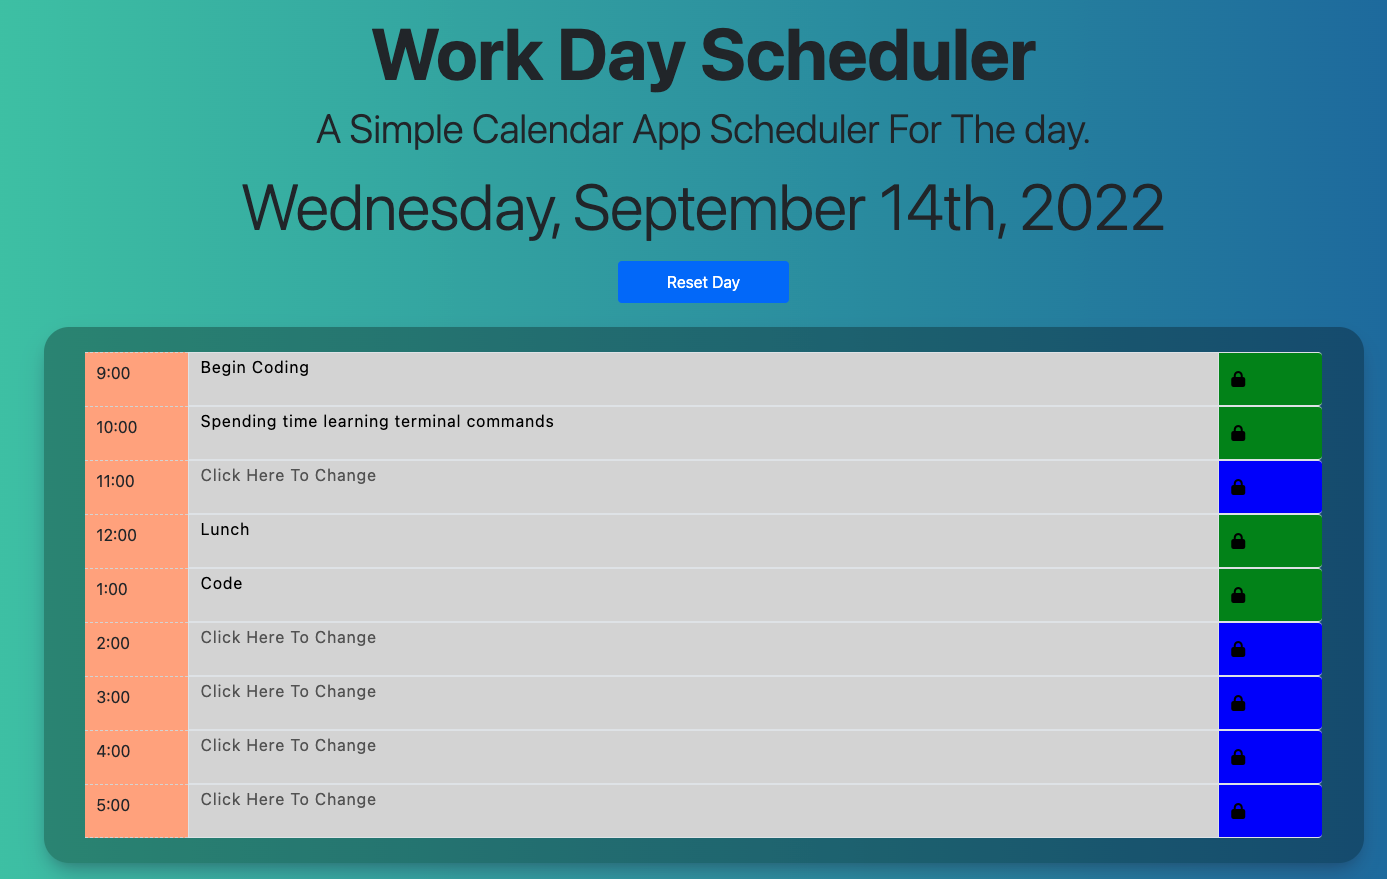 Work Day Scheduler
A Simple Calendar App Scheduler For The day.
Wednesday, September 14th, 2022
Reset Day
9:00 Begin Coding
10:00 Spending time learning terminal commands
11:00 Click Here To Change
12:00 Lunch
1:00 Code
2:00 Click Here To Change
3:00 Click Here To Change
4:00 Click Here To Change
5:00 Click Here To Change